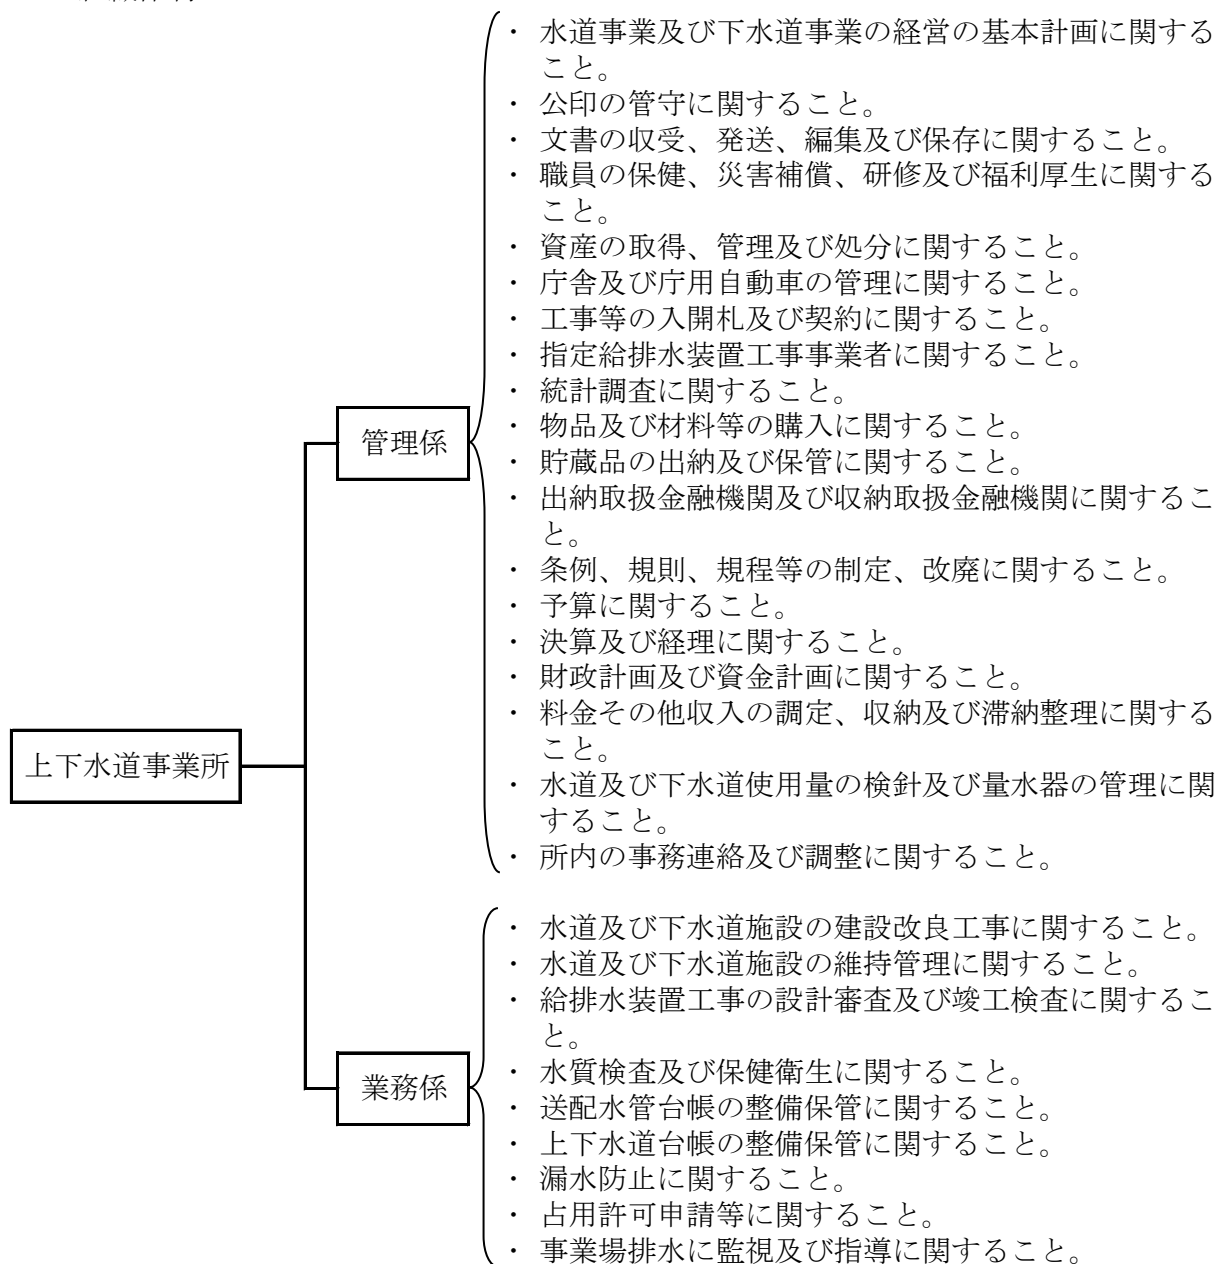 ・ 水道事業及び下水道事業の経営の基本計画に関する
こと。
・ 公印の管守に関すること。
・ 文書の収受、発送、編集及び保存に関すること。
・ 職員の保健、災害補償、研修及び福利厚生に関する
こと。
・ 資産の取得、管理及び処分に関すること。
・ 庁舎及び庁用自動車の管理に関すること。
・ 工事等の入開札及び契約に関すること。
・ 指定給排水装置工事事業者に関すること。
・ 統計調査に関すること。
・ 物品及び材料等の購入に関すること。
管理係
・ 貯蔵品の出納及び保管に関すること。
・ 出納取扱金融機関及び収納取扱金融機関に関するこ
と。
・ 条例、規則、規程等の制定、改廃に関すること。
・ 予算に関すること。
・ 決算及び経理に関すること。
・ 財政計画及び資金計画に関すること。
・ 料金その他収入の調定、収納及び滞納整理に関する
こと。
上下水道事業所
・ 水道及び下水道使用量の検針及び量水器の管理に関
すること。
・ 所内の事務連絡及び調整に関すること。
・ 水道及び下水道施設の建設改良工事に関すること。
・ 水道及び下水道施設の維持管理に関すること。
・ 給排水装置工事の設計審査及び竣工検査に関するこ
と。
・ 水質検査及び保健衛生に関すること。
業務係
・ 送配水管台帳の整備保管に関すること。
・ 上下水道台帳の整備保管に関すること。
・ 漏水防止に関すること。
・ 占用許可申請等に関すること。
・ 事業場排水に監視及び指導に関すること。